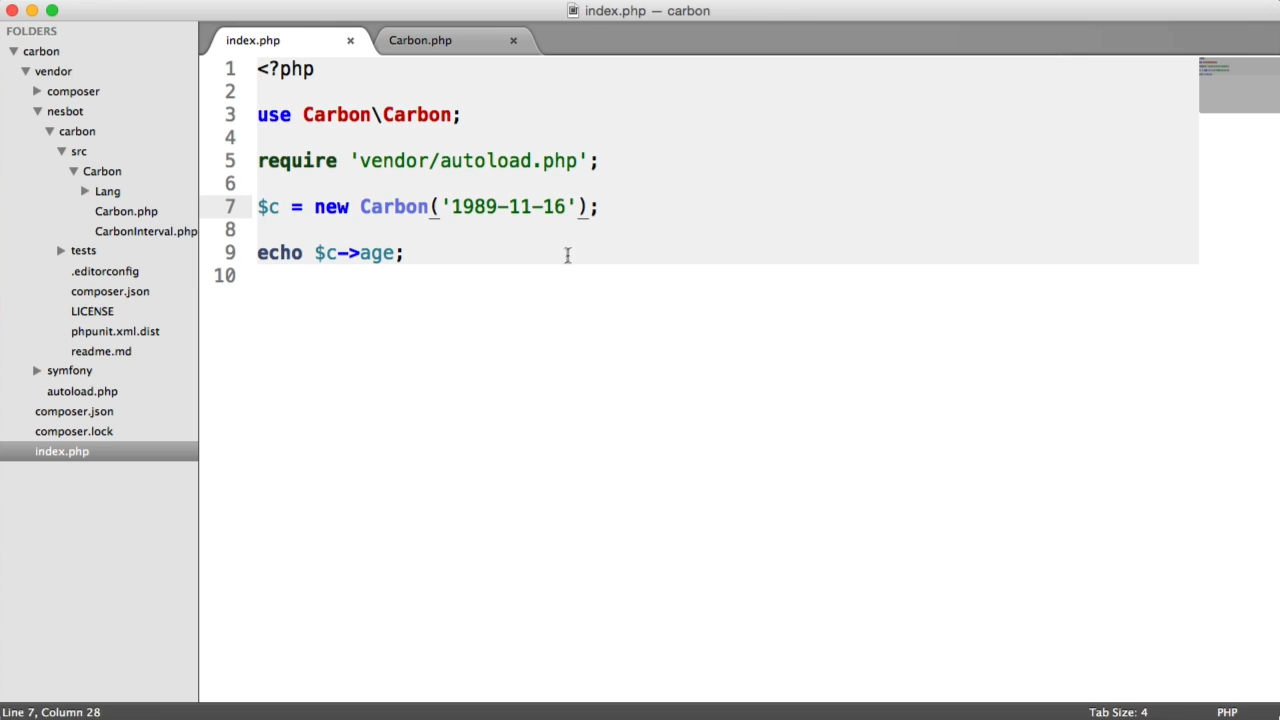 index.php — carbon
FOLDERS
carbon
vendor
composer
nesbot
carbon
src
Carbon
Lang
Carbon.php
CarbonInterval.php
tests
.editorconfig
composer.json
LICENSE
phpunit.xml.dist
readme.md
symfony
autoload.php
composer.json
composer.lock
index.php
index.php × Carbon.php ×
1 <?php
2
3 use Carbon\Carbon;
4
5 require 'vendor/autoload.php';
6
7 $c = new Carbon('1989-11-16');
8
9 echo $c->age;
10
Line 7, Column 28 Tab Size: 4 PHP